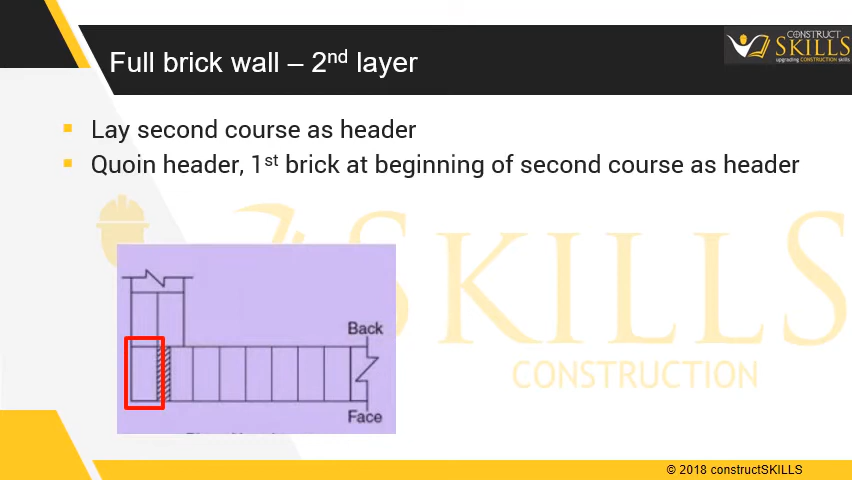 CONSTRUCT
SKILLS
upgrading CONSTRUCTION skills
Full brick wall – 2nd layer
Lay second course as header
Quoin header, 1st brick at beginning of second course as header
SKILLS
CONSTRUCTION
Back
Face
© 2018 constructSKILLS